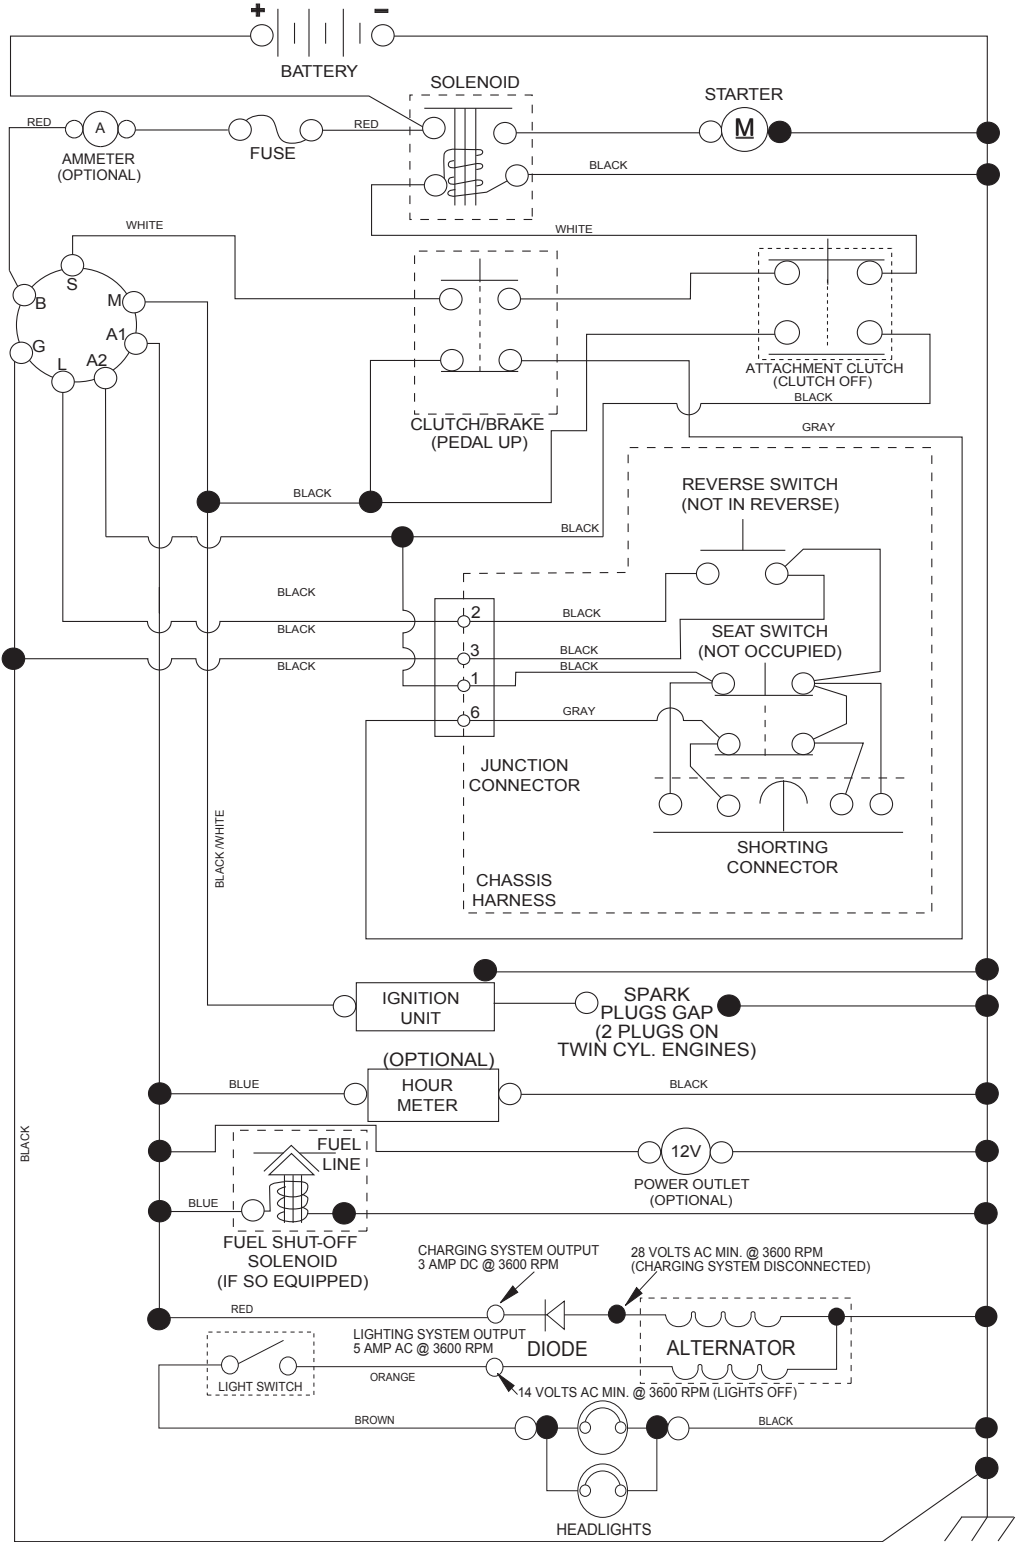 + −
BATTERY
SOLENOID
STARTER
RED
A
AMMETER
(OPTIONAL)
FUSE
RED
M
BLACK
WHITE
WHITE
S
B
M
A1
G
L
A2
ATTACHMENT CLUTCH
(CLUTCH OFF)
BLACK
CLUTCH/BRAKE
(PEDAL UP)
GRAY
BLACK
REVERSE SWITCH
(NOT IN REVERSE)
BLACK
BLACK
2
BLACK
BLACK
SEAT SWITCH
(NOT OCCUPIED)
3
BLACK
BLACK
BLACK
1
6
GRAY
JUNCTION
CONNECTOR
BLACK/WHITE
SHORTING
CONNECTOR
CHASSIS
HARNESS
IGNITION
UNIT
SPARK
PLUGS GAP
(2 PLUGS ON
TWIN CYL. ENGINES)
(OPTIONAL)
BLUE
HOUR
METER
BLACK
BLACK
FUEL
LINE
12V
POWER OUTLET
(OPTIONAL)
BLUE
FUEL SHUT-OFF
SOLENOID
(IF SO EQUIPPED)
CHARGING SYSTEM OUTPUT
3 AMP DC @ 3600 RPM
28 VOLTS AC MIN. @ 3600 RPM
(CHARGING SYSTEM DISCONNECTED)
RED
LIGHTING SYSTEM OUTPUT
5 AMP AC @ 3600 RPM
DIODE
ALTERNATOR
LIGHT SWITCH
ORANGE
14 VOLTS AC MIN. @ 3600 RPM (LIGHTS OFF)
BROWN
BLACK
HEADLIGHTS